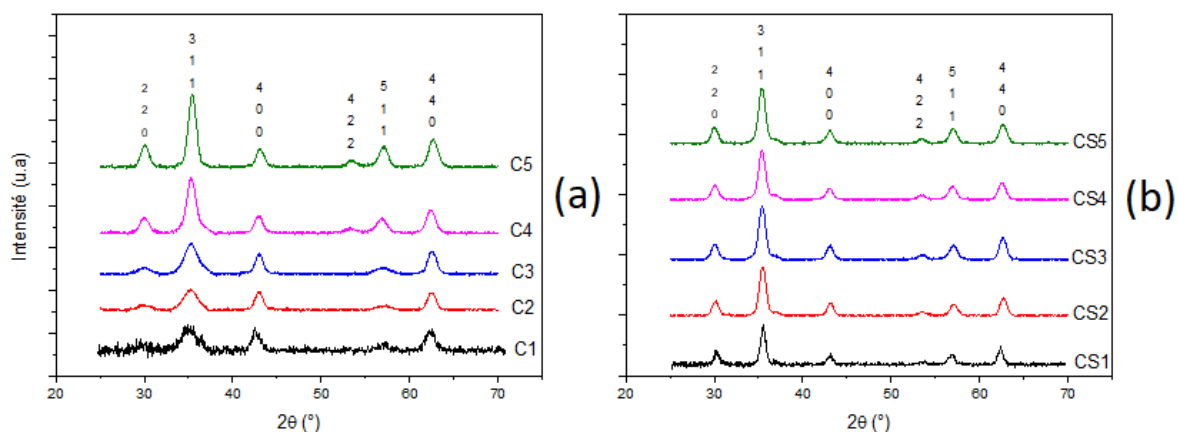 Intensité (u.a)
2 2 0
3 1 1
4 0 0
4 2 2
5 1 1
4 4 0
C5
C4
C3
C2
C1
20 30 40 50 60 70
2θ (°)
(a)
2 2 0
3 1 1
4 0 0
4 2 2
5 1 1
4 4 0
CS5
CS4
CS3
CS2
CS1
20 30 40 50 60 70
2θ (°)
(b)